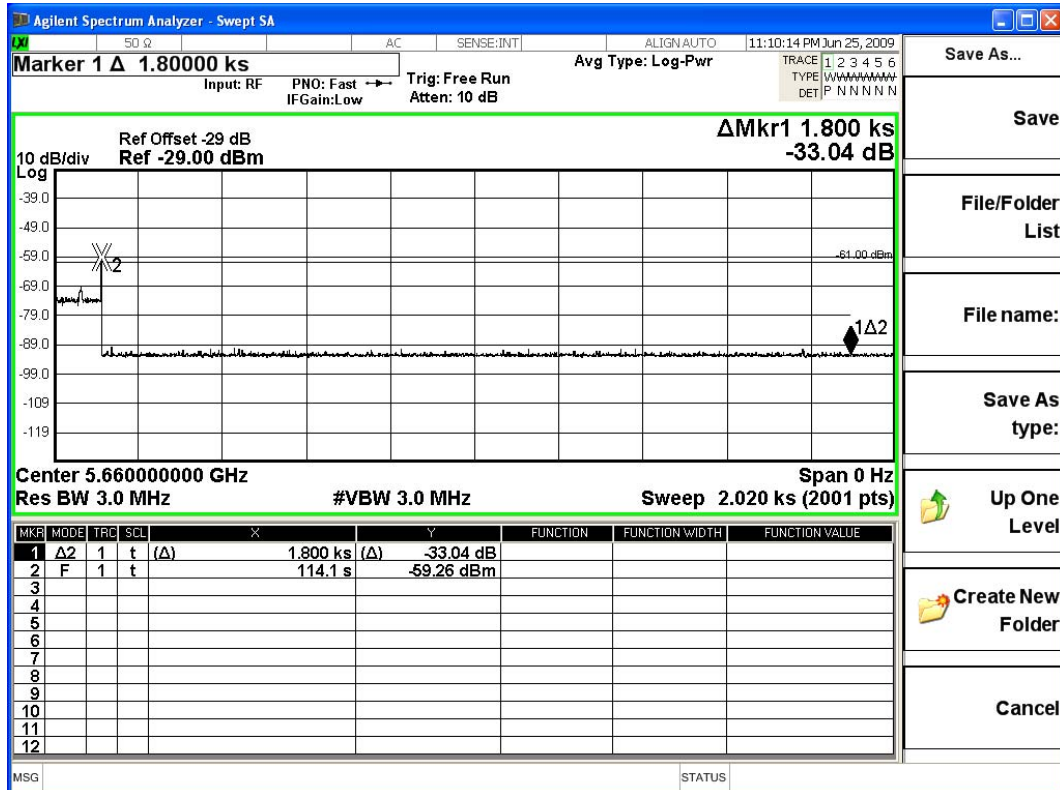 Agilent Spectrum Analyzer - Swept SA
LXI 50 Ω AC SENSE:INT ALIGN AUTO 11:10:14 PM Jun 25, 2009
Marker 1 Δ 1.80000 ks
Input: RF PNO: Fast Trig: Free Run Avg Type: Log-Pwr TRACE 1 2 3 4 5 6
IFGain:Low Atten: 10 dB TYPE WWWWWW
DET P N N N N N
Ref Offset -29 dB ΔMkr1 1.800 ks
10 dB/div Ref -29.00 dBm -33.04 dB
Log
-39.0
-49.0
-59.0
-61.00 dBm
2
-69.0
-79.0
1Δ2
-89.0
-99.0
-109
-119
Center 5.660000000 GHz Span 0 Hz
Res BW 3.0 MHz #VBW 3.0 MHz Sweep 2.020 ks (2001 pts)
MKR MODE TRC SCL X Y FUNCTION FUNCTION WIDTH FUNCTION VALUE
1 Δ2 1 t (Δ) 1.800 ks (Δ) -33.04 dB
2 F 1 t 114.1 s -59.26 dBm
3
4
5
6
7
8
9
10
11
12
MSG STATUS
Save As...
Save
File/Folder
List
File name:
Save As
type:
Up One
Level
Create New
Folder
Cancel